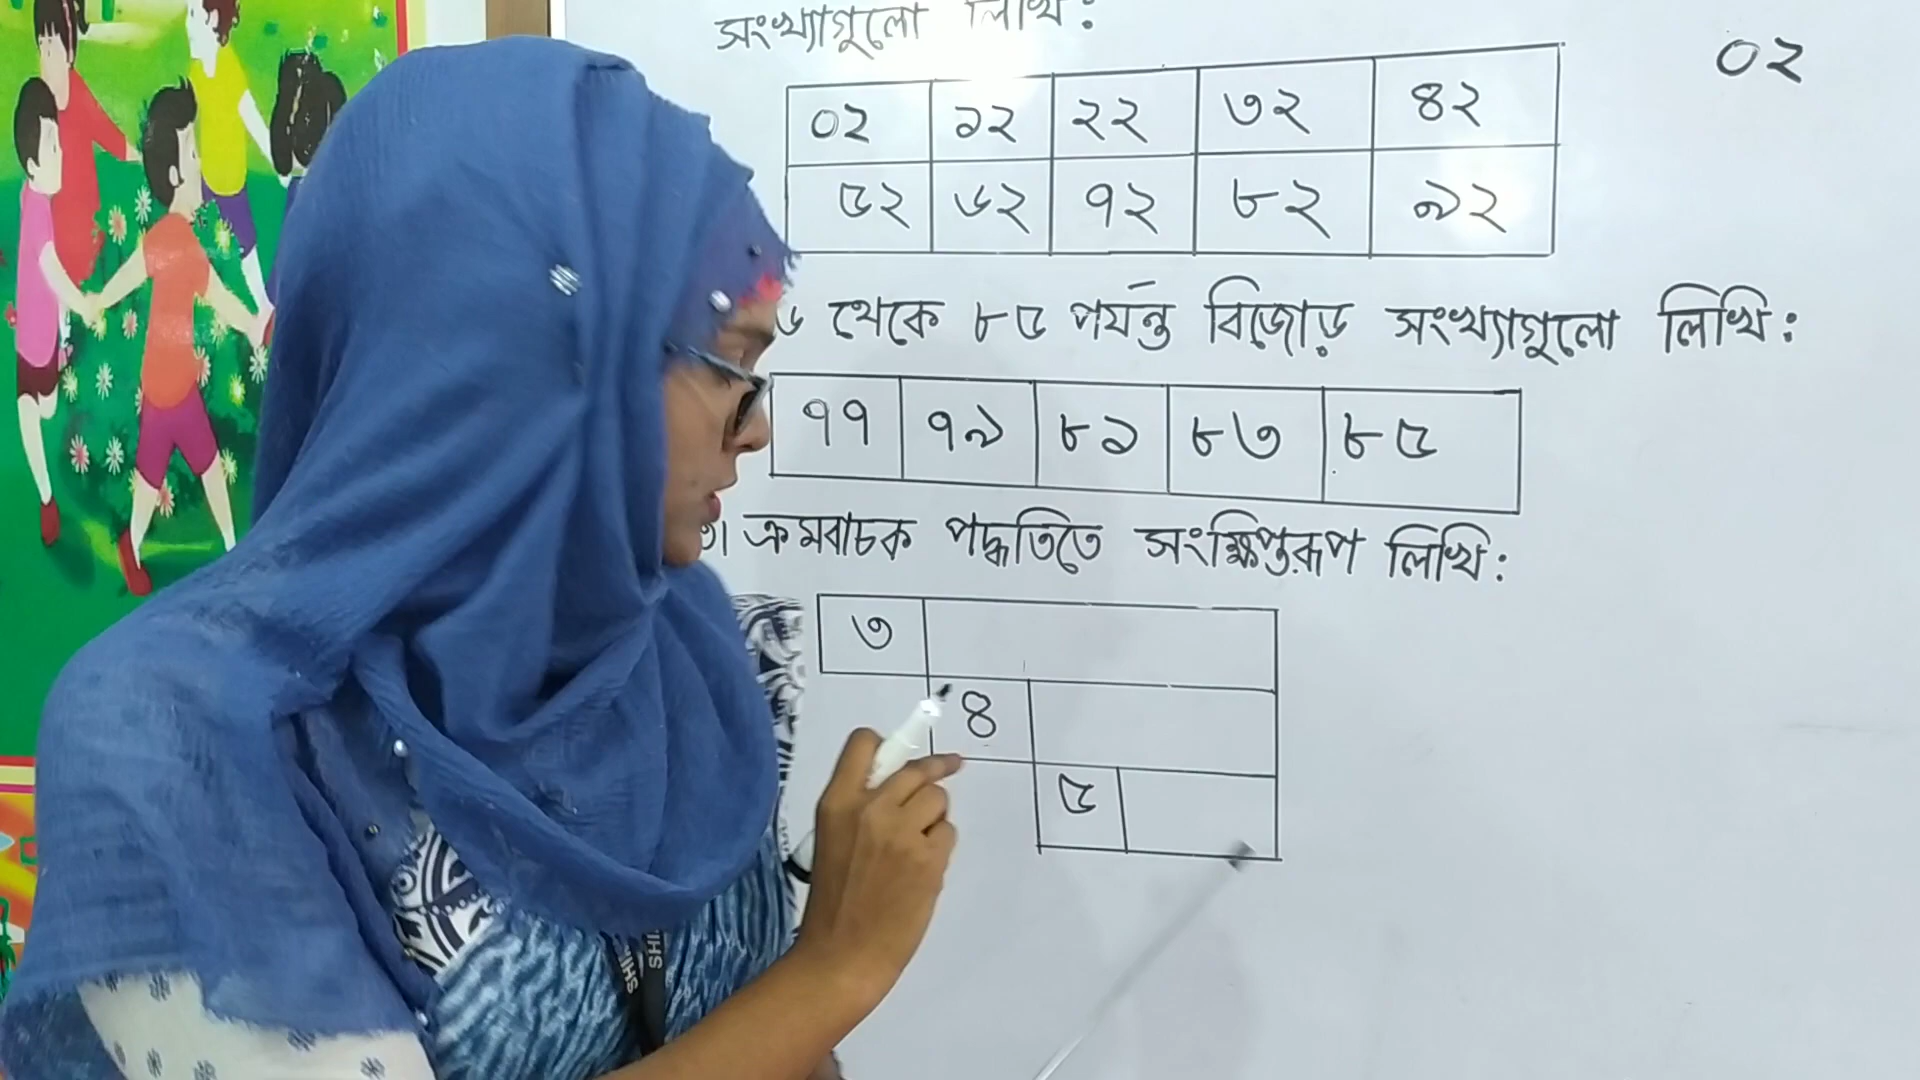 সংখ্যাগুলো লিখি:
০২
০২ ১২ ২২ ৩২ ৪২
৫২ ৬২ ৭২ ৮২ ৯২
৬ থেকে ৮৫ পর্যন্ত বিজোড় সংখ্যাগুলো লিখি:
৭৭ ৭৯ ৮১ ৮৩ ৮৫
৩। ক্রমবাচক পদ্ধতিতে সংক্ষিপ্তরূপ লিখি:
৩
৪
৫